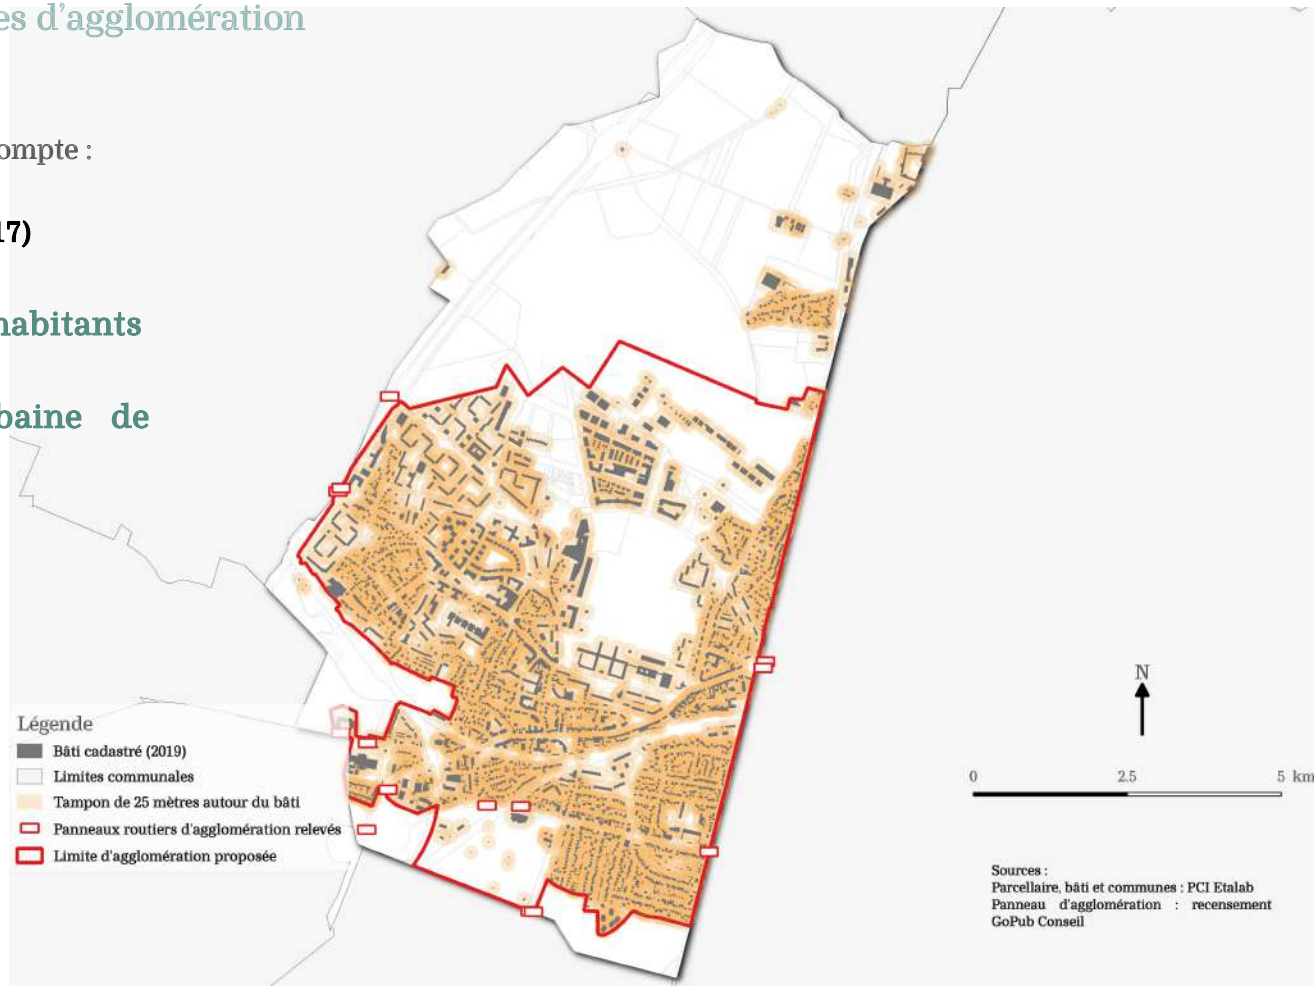 es d’agglomération
ompte :
17)
habitants
baine de
Légende
Bâti cadastré (2019)
Limites communales
Tampon de 25 mètres autour du bâti
Panneaux routiers d'agglomération relevés
Limite d'agglomération proposée
N
0 2.5 5 km
Sources :
Parcellaire, bâti et communes : PCI Etalab
Panneau d'agglomération : recensement
GoPub Conseil